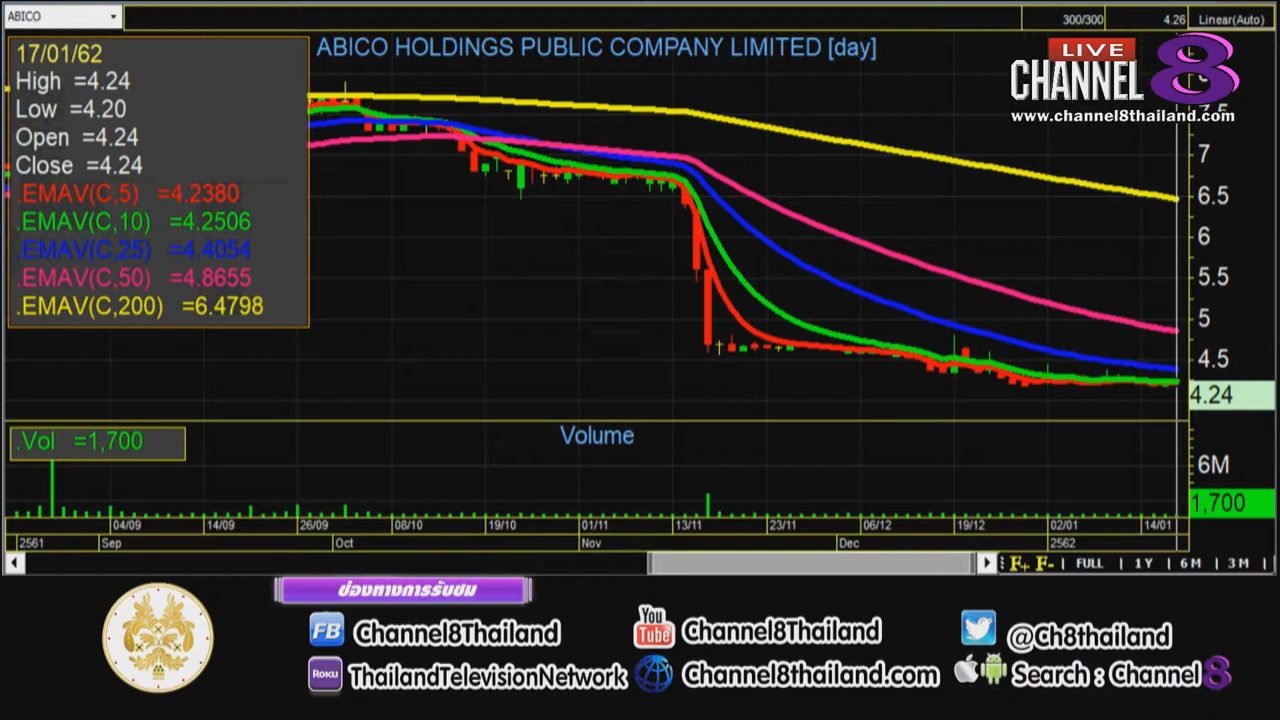 ABICO
300/300
4.26
Linear(Auto)
17/01/62
High =4.24
Low =4.20
Open =4.24
Close =4.24
.EMAV(C,5) =4.2380
.EMAV(C,10) =4.2506
.EMAV(C,25) =4.4054
.EMAV(C,50) =4.8655
.EMAV(C,200) =6.4798
ABICO HOLDINGS PUBLIC COMPANY LIMITED [day]
LIVE
CHANNEL 8
www.channel8thailand.com
7.5
7
6.5
6
5.5
5
4.5
4.24
.Vol =1,700
Volume
6M
1,700
04/09
14/09
26/09
08/10
19/10
01/11
13/11
23/11
06/12
19/12
02/01
14/01
2561
Sep
Oct
Nov
Dec
2562
F+ F- | FULL | 1Y | 6M | 3M |
ช่องทางการรับชม
FB Channel8Thailand
You Tube Channel8Thailand
@Ch8thailand
ROKU ThailandTelevisionNetwork
Channel8thailand.com
Search : Channel 8